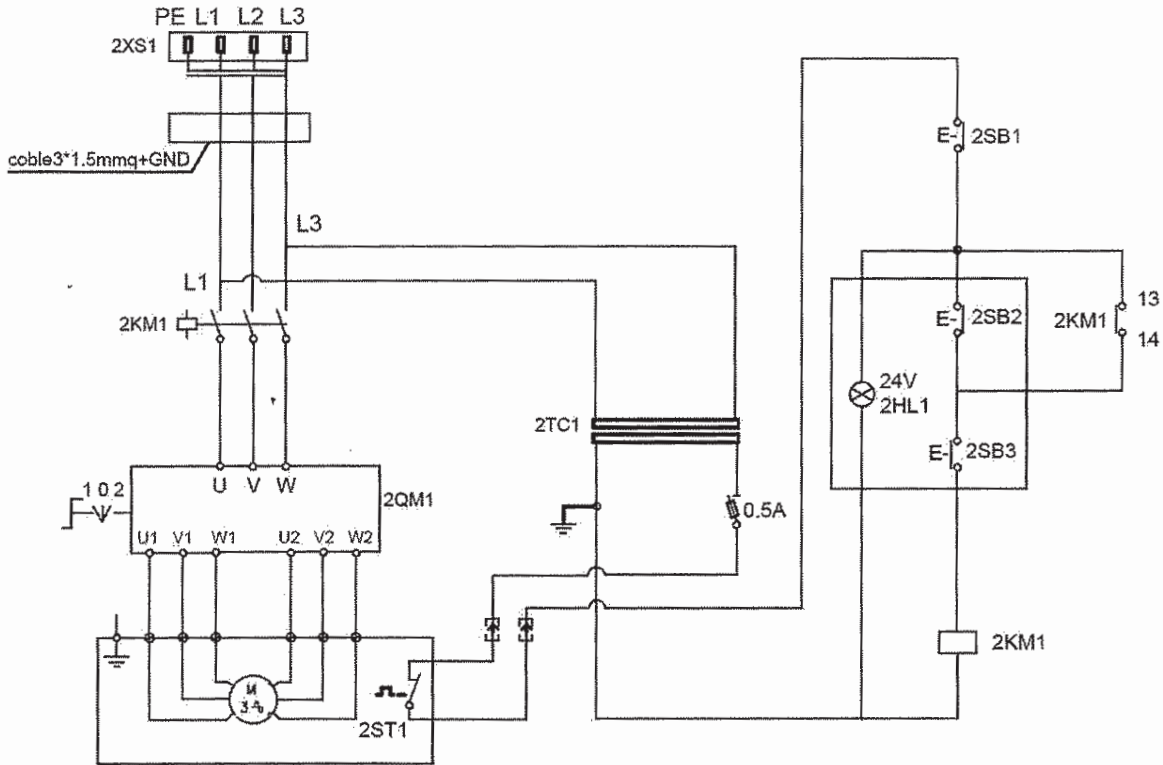 PE L1 L2 L3
2XS1
coble3*1.5mmq+GND
L3
L1
2KM1
2TC1
0.5A
1 0 2
U V W
2QM1
U1 V1 W1 U2 V2 W2
M
3~
2ST1
E- 2SB1
E- 2SB2
2KM1
13
14
24V
2HL1
E- 2SB3
2KM1